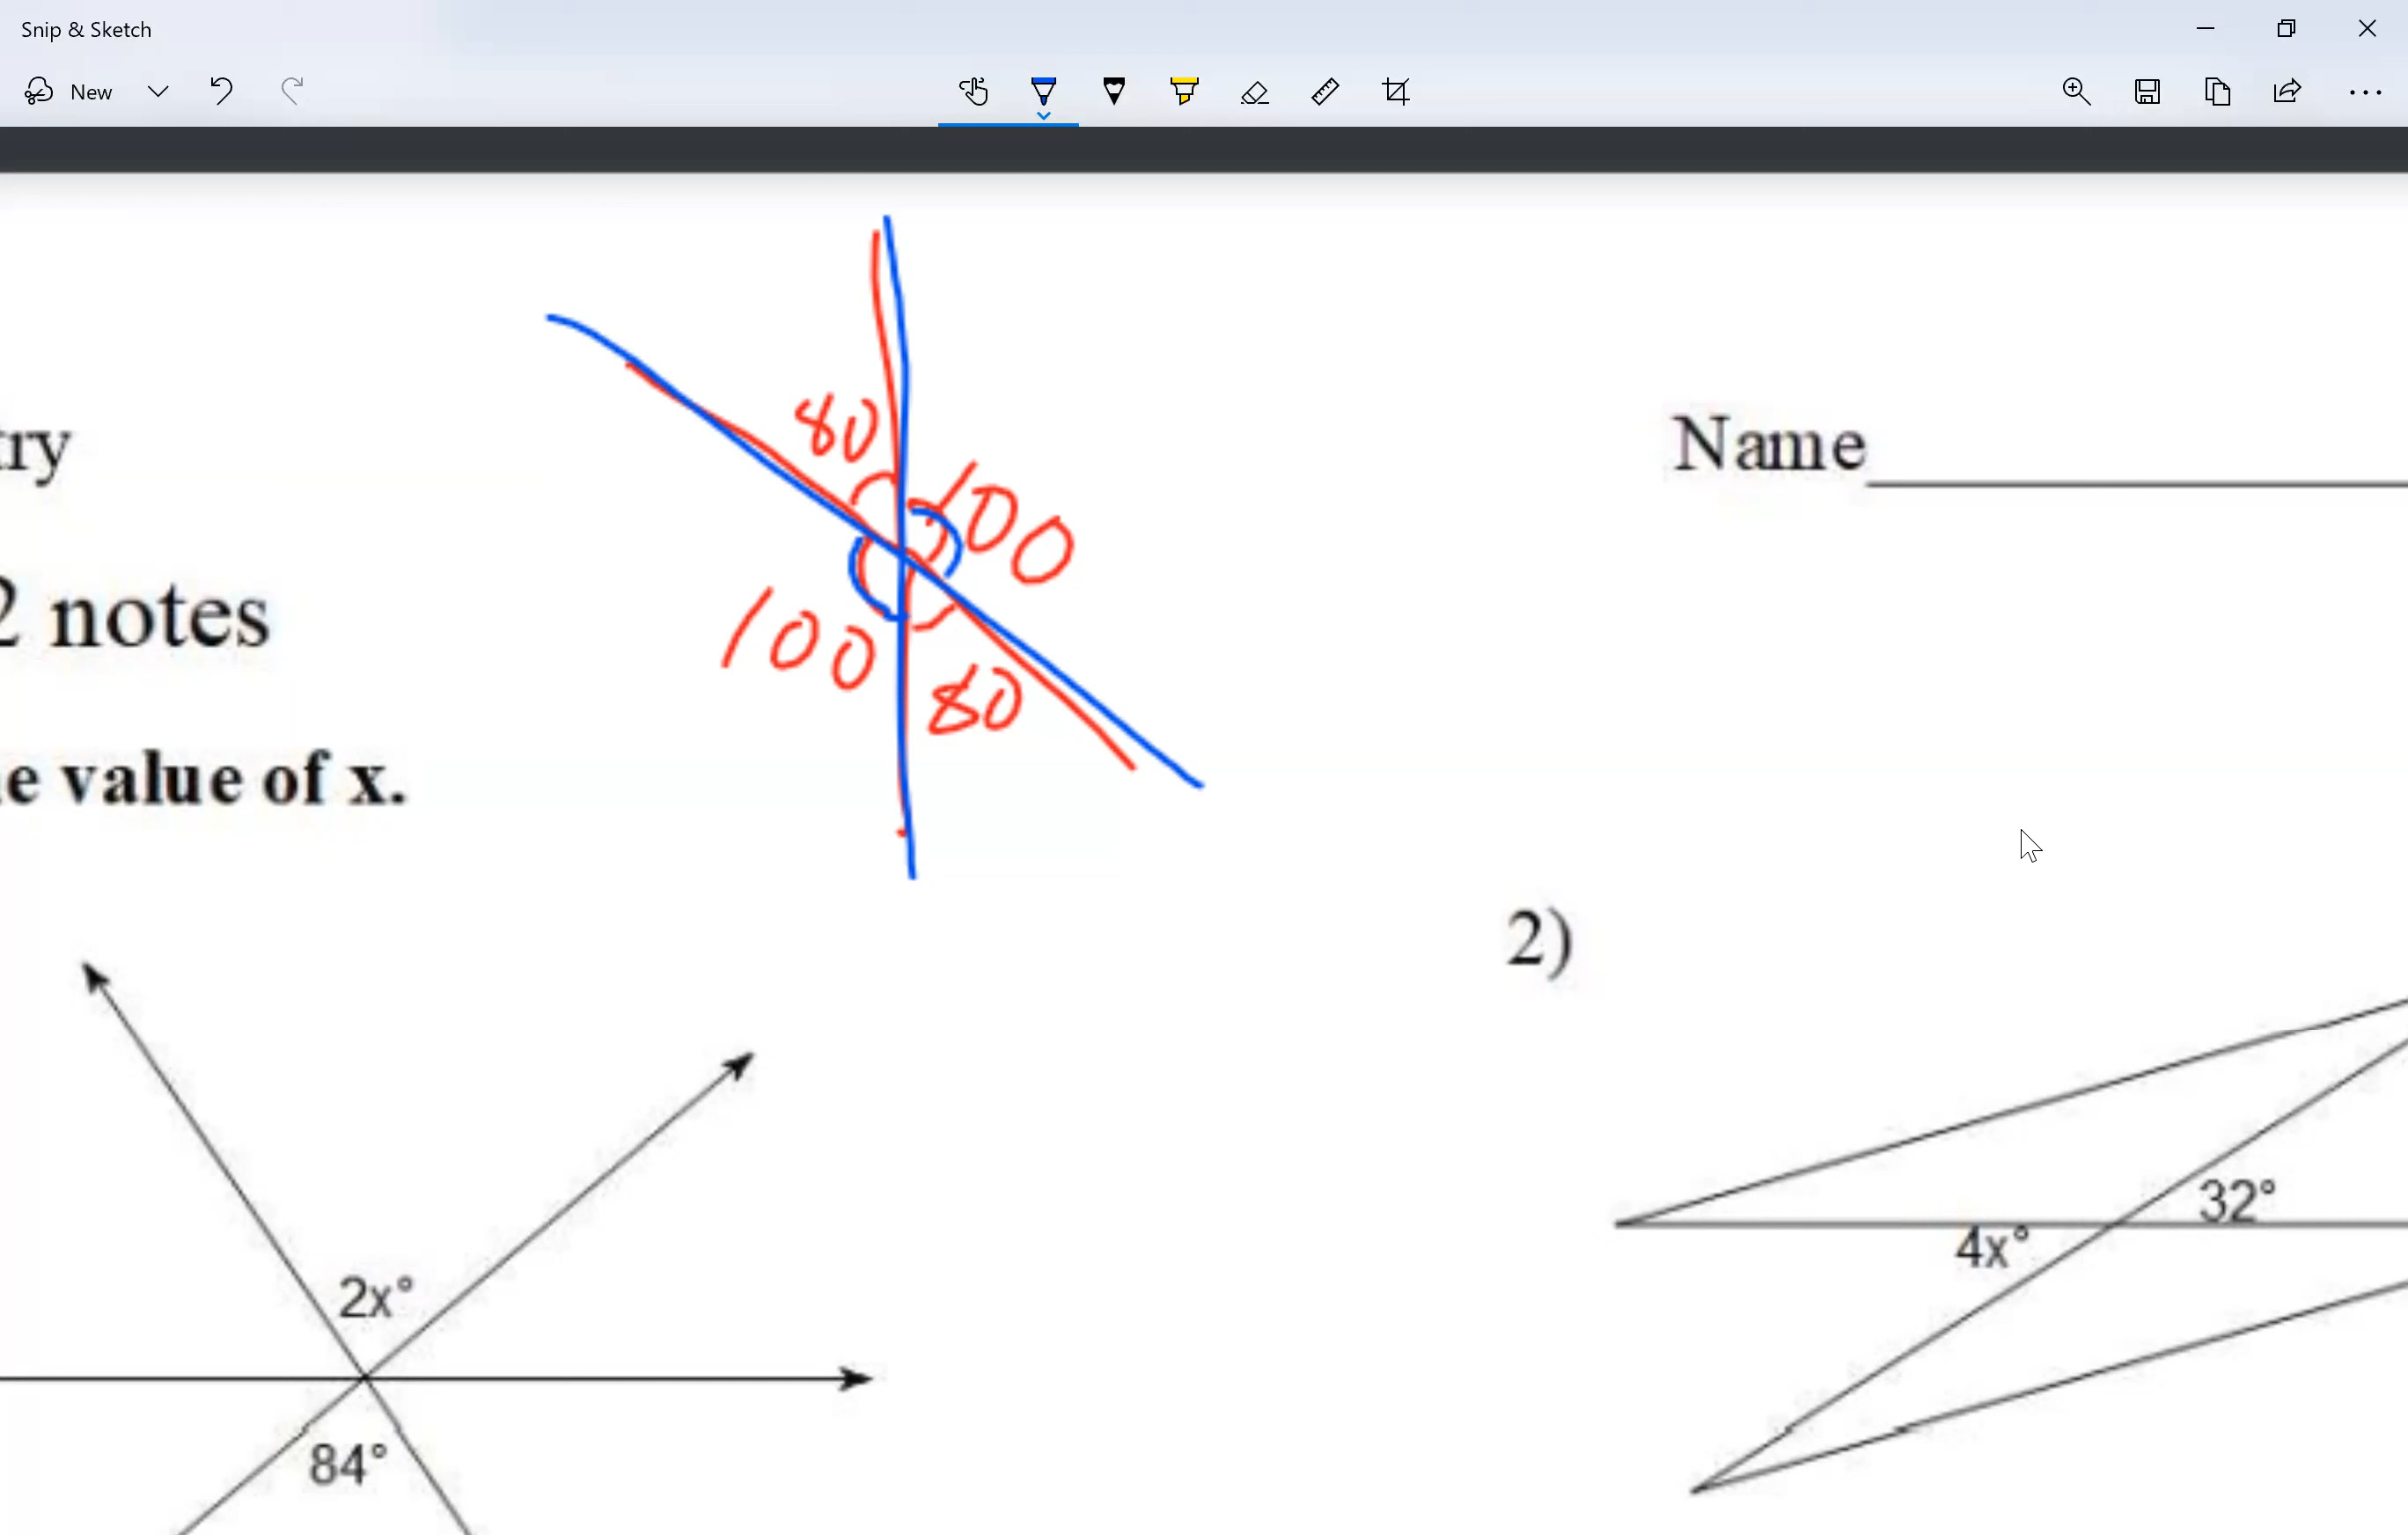 Snip & Sketch
New
80
100
try
Name
2 notes
100
80
e value of x.
2)
32°
4x°
2x°
84°